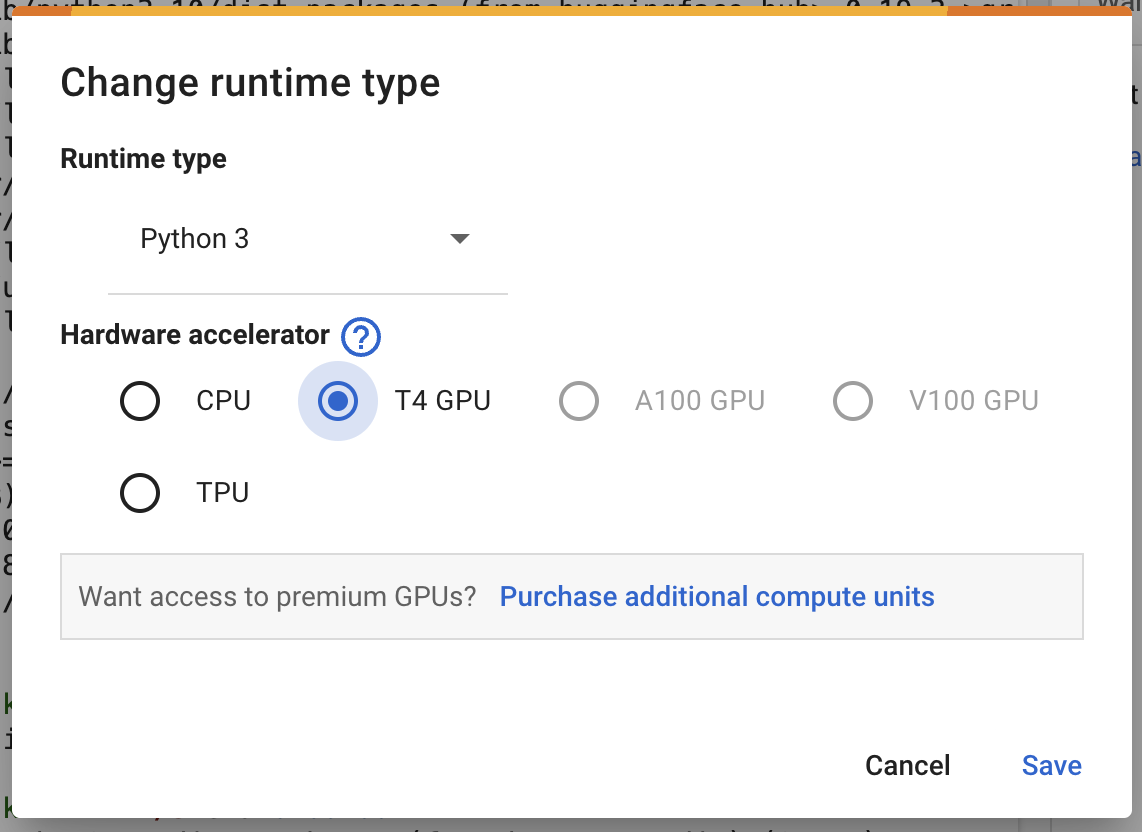 Change runtime type
Runtime type
Python 3
Hardware accelerator ?
CPU T4 GPU A100 GPU V100 GPU
TPU
Want access to premium GPUs? Purchase additional compute units
Cancel Save